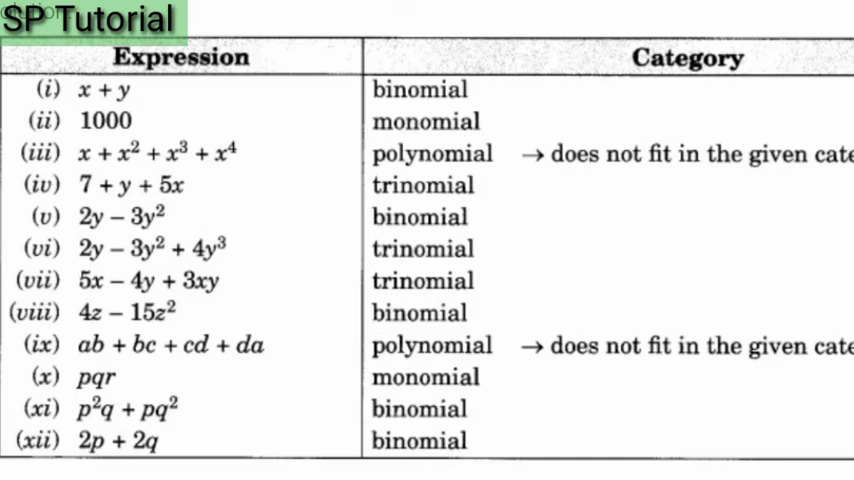 SP Tutorial
Expression Category
(i) x + y binomial
(ii) 1000 monomial
(iii) x + x² + x³ + x⁴ polynomial → does not fit in the given cate
(iv) 7 + y + 5x trinomial
(v) 2y – 3y² binomial
(vi) 2y – 3y² + 4y³ trinomial
(vii) 5x – 4y + 3xy trinomial
(viii) 4z – 15z² binomial
(ix) ab + bc + cd + da polynomial → does not fit in the given cate
(x) pqr monomial
(xi) p²q + pq² binomial
(xii) 2p + 2q binomial